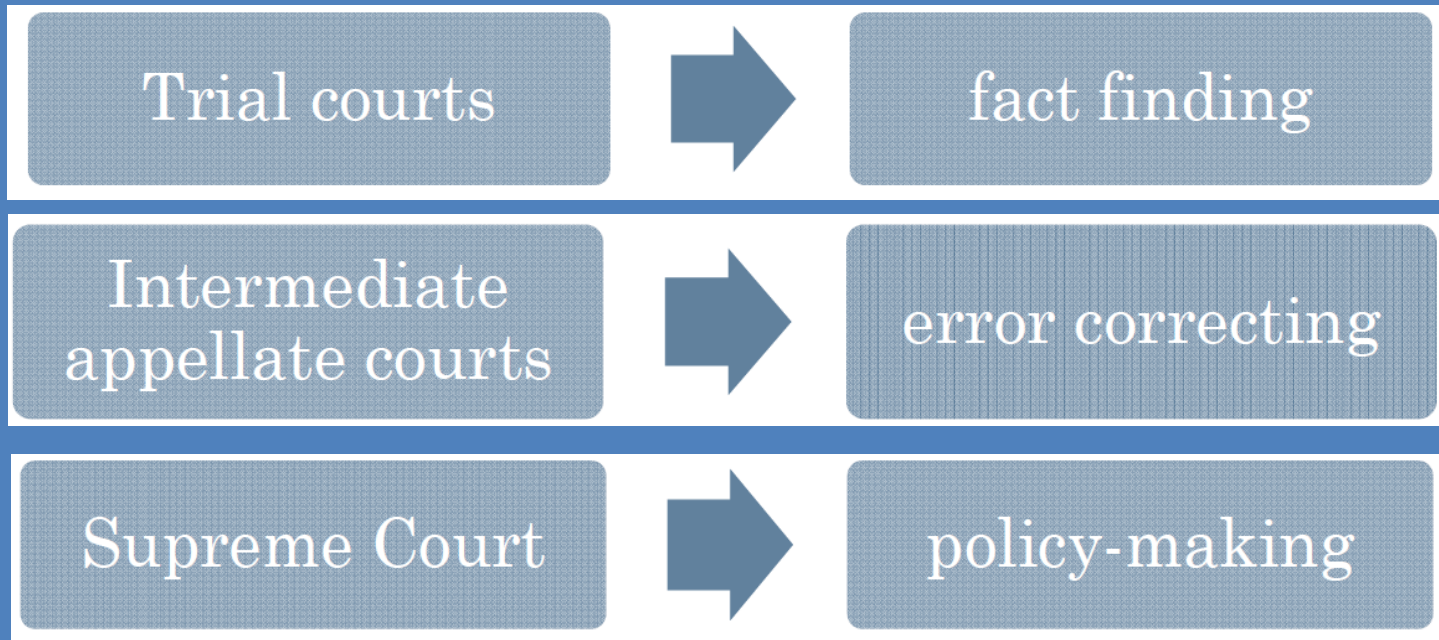 Trial courts
fact finding
Intermediate
appellate courts
error correcting
Supreme Court
policy-making